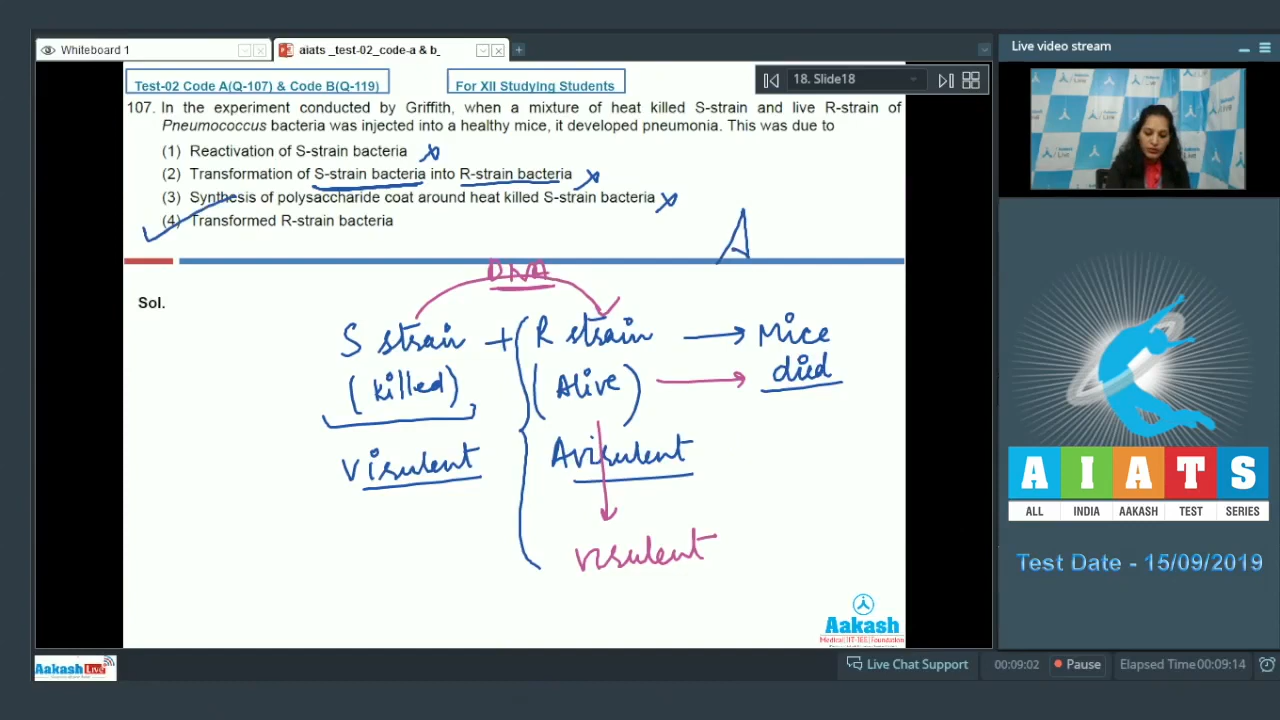 Whiteboard 1
aiats _test-02_code-a & b_
Live video stream
18. Slide18
Test-02 Code A(Q-107) & Code B(Q-119)
For XII Studying Students
107. In the experiment conducted by Griffith, when a mixture of heat killed S-strain and live R-strain of
Pneumococcus bacteria was injected into a healthy mice, it developed pneumonia. This was due to
(1) Reactivation of S-strain bacteria
(2) Transformation of S-strain bacteria into R-strain bacteria
(3) Synthesis of polysaccharide coat around heat killed S-strain bacteria
(4) Transformed R-strain bacteria
A
Sol.
DNA
S strain + R strain → Mice
(killed) (Alive) → died
virulent Avirulent
virulent
Aakash
AIATS
ALL INDIA AAKASH TEST SERIES
Test Date - 15/09/2019
Aakash Live
Live Chat Support
00:09:02
Pause
Elapsed Time 00:09:14